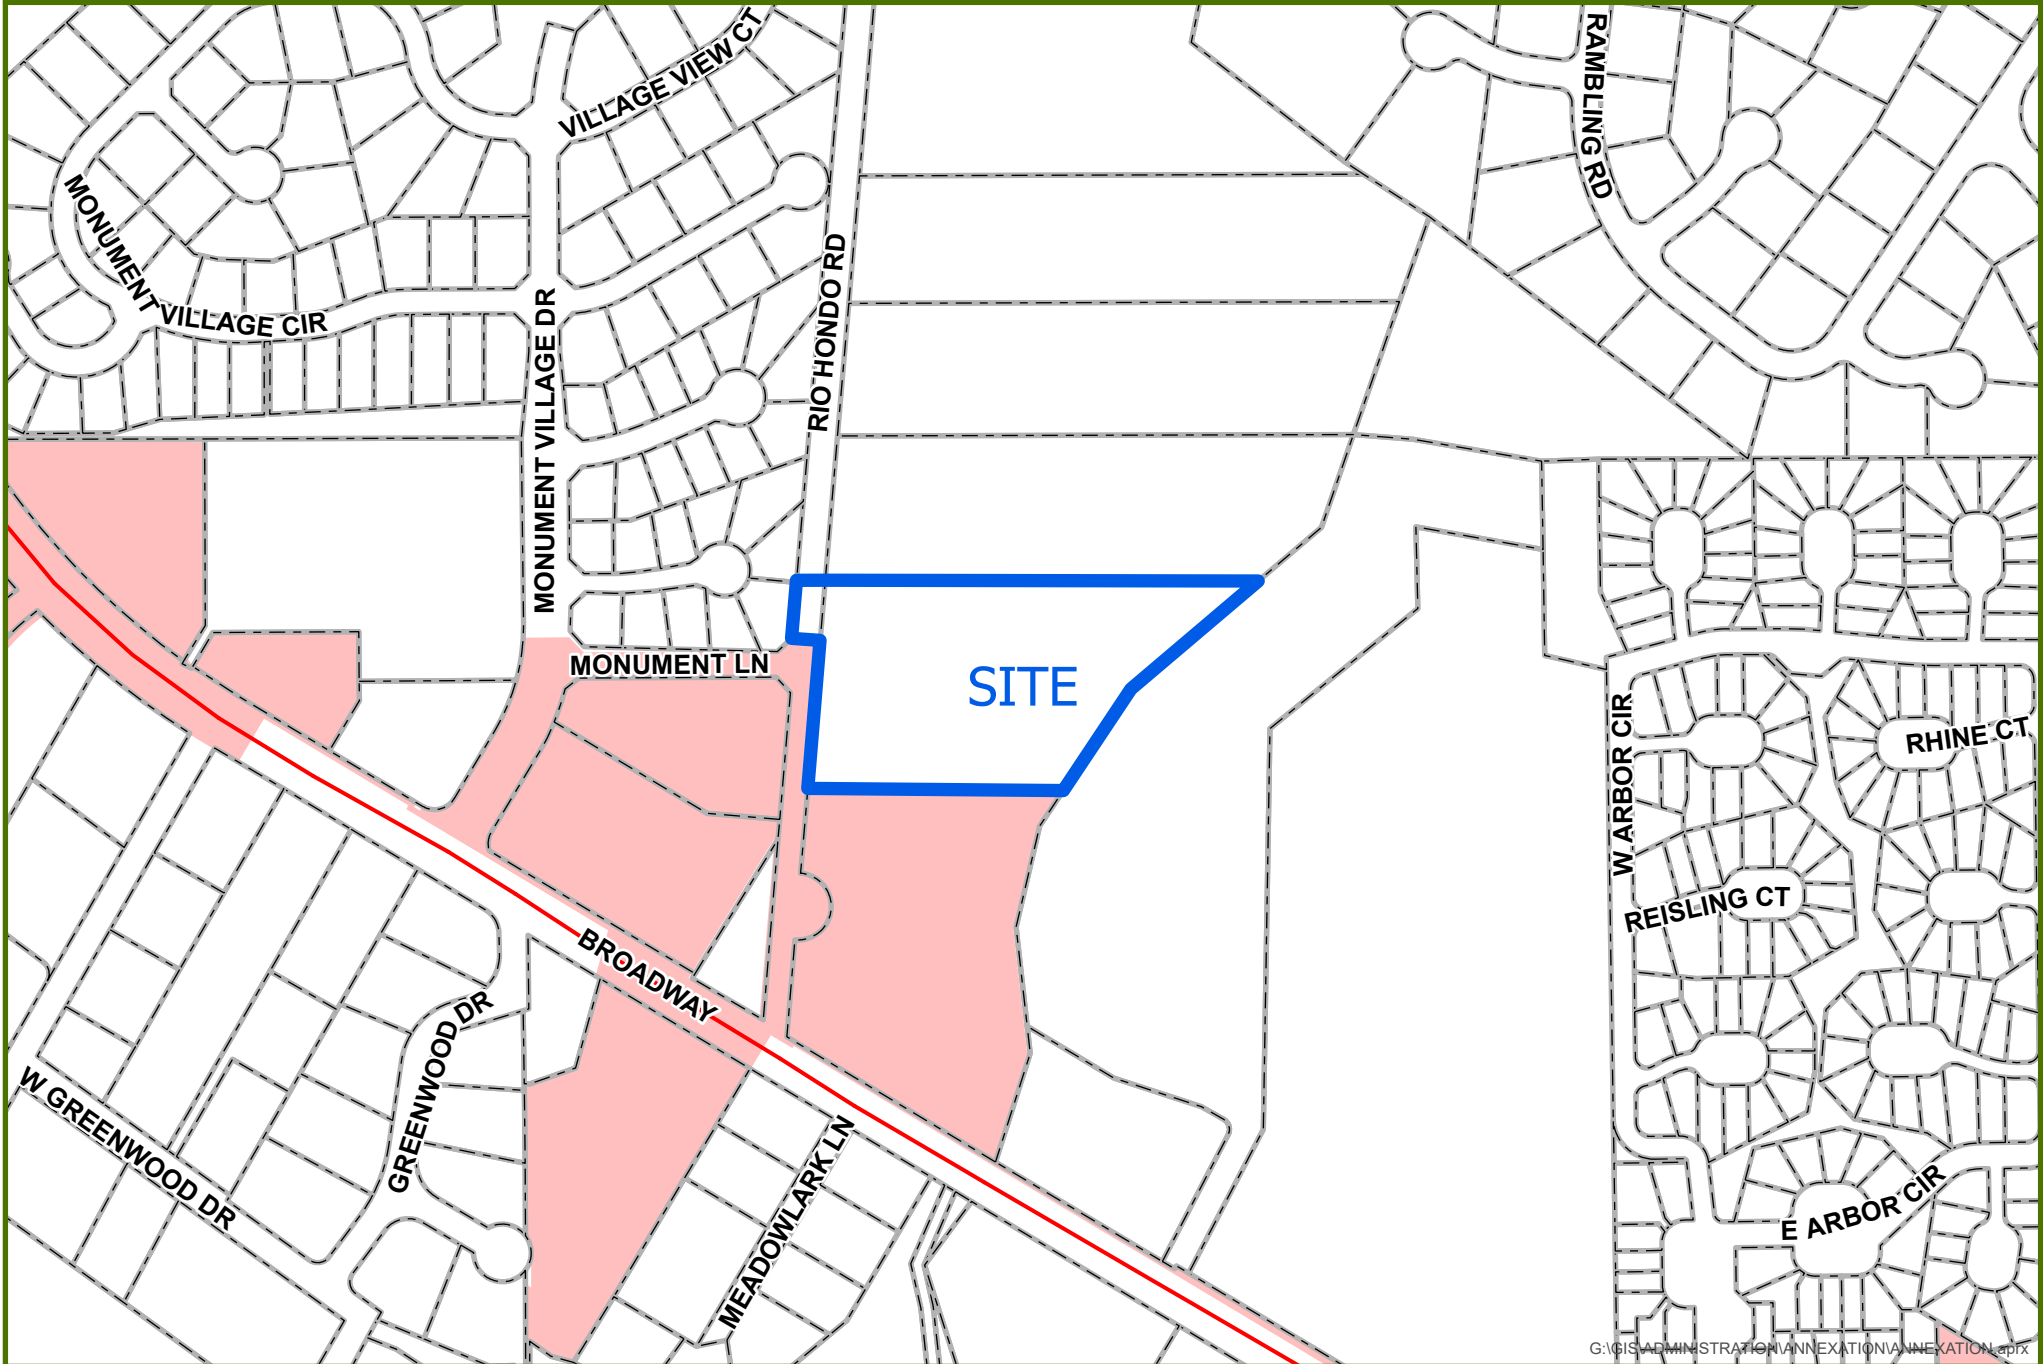 VILLAGE VIEW CT
RAMBLING RD
MONUMENT VILLAGE CIR
RIO HONDO RD
MONUMENT VILLAGE DR
MONUMENT LN
SITE
W ARBOR CIR
RHINE CT
REISLING CT
BROADWAY
GREENWOOD DR
W GREENWOOD DR
MEADOWLARK LN
E ARBOR CIR
G:\GIS\ADMINISTRATION\ANNEXATION\ANNEXATION.aprx